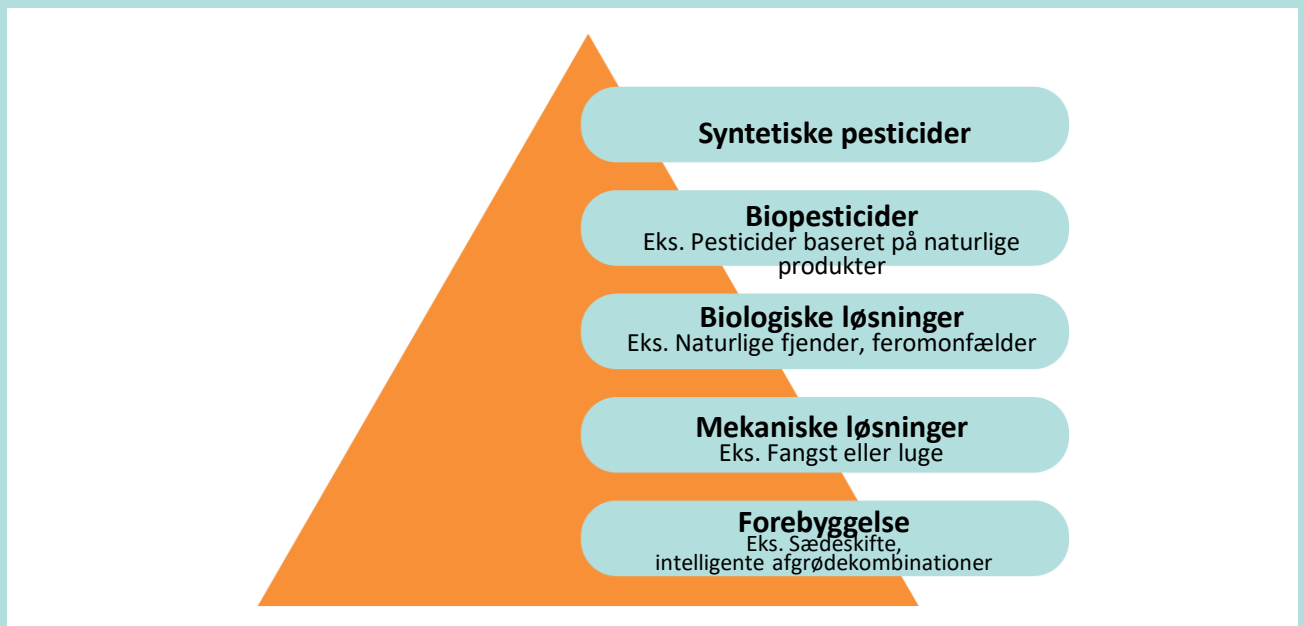 Syntetiske pesticider
Biopesticider
Eks. Pesticider baseret på naturlige
produkter
Biologiske løsninger
Eks. Naturlige fjender, feromonfælder
Mekaniske løsninger
Eks. Fangst eller luge
Forebyggelse
Eks. Sædeskifte,
intelligente afgrødekombinationer